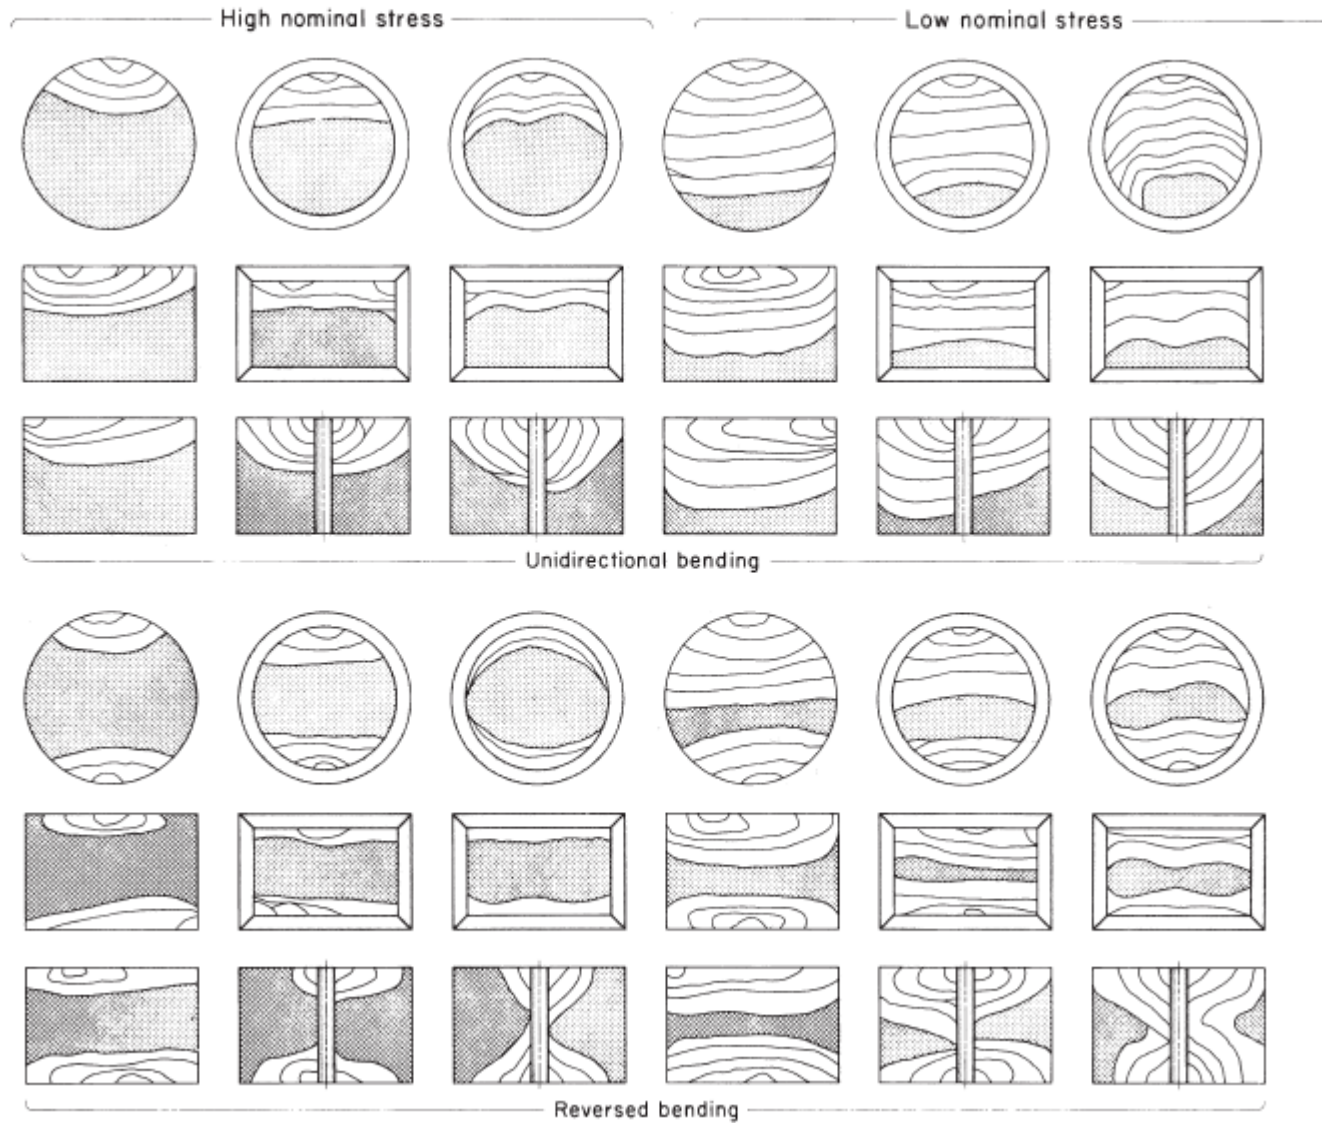 High nominal stress
Low nominal stress
Unidirectional bending
Reversed bending